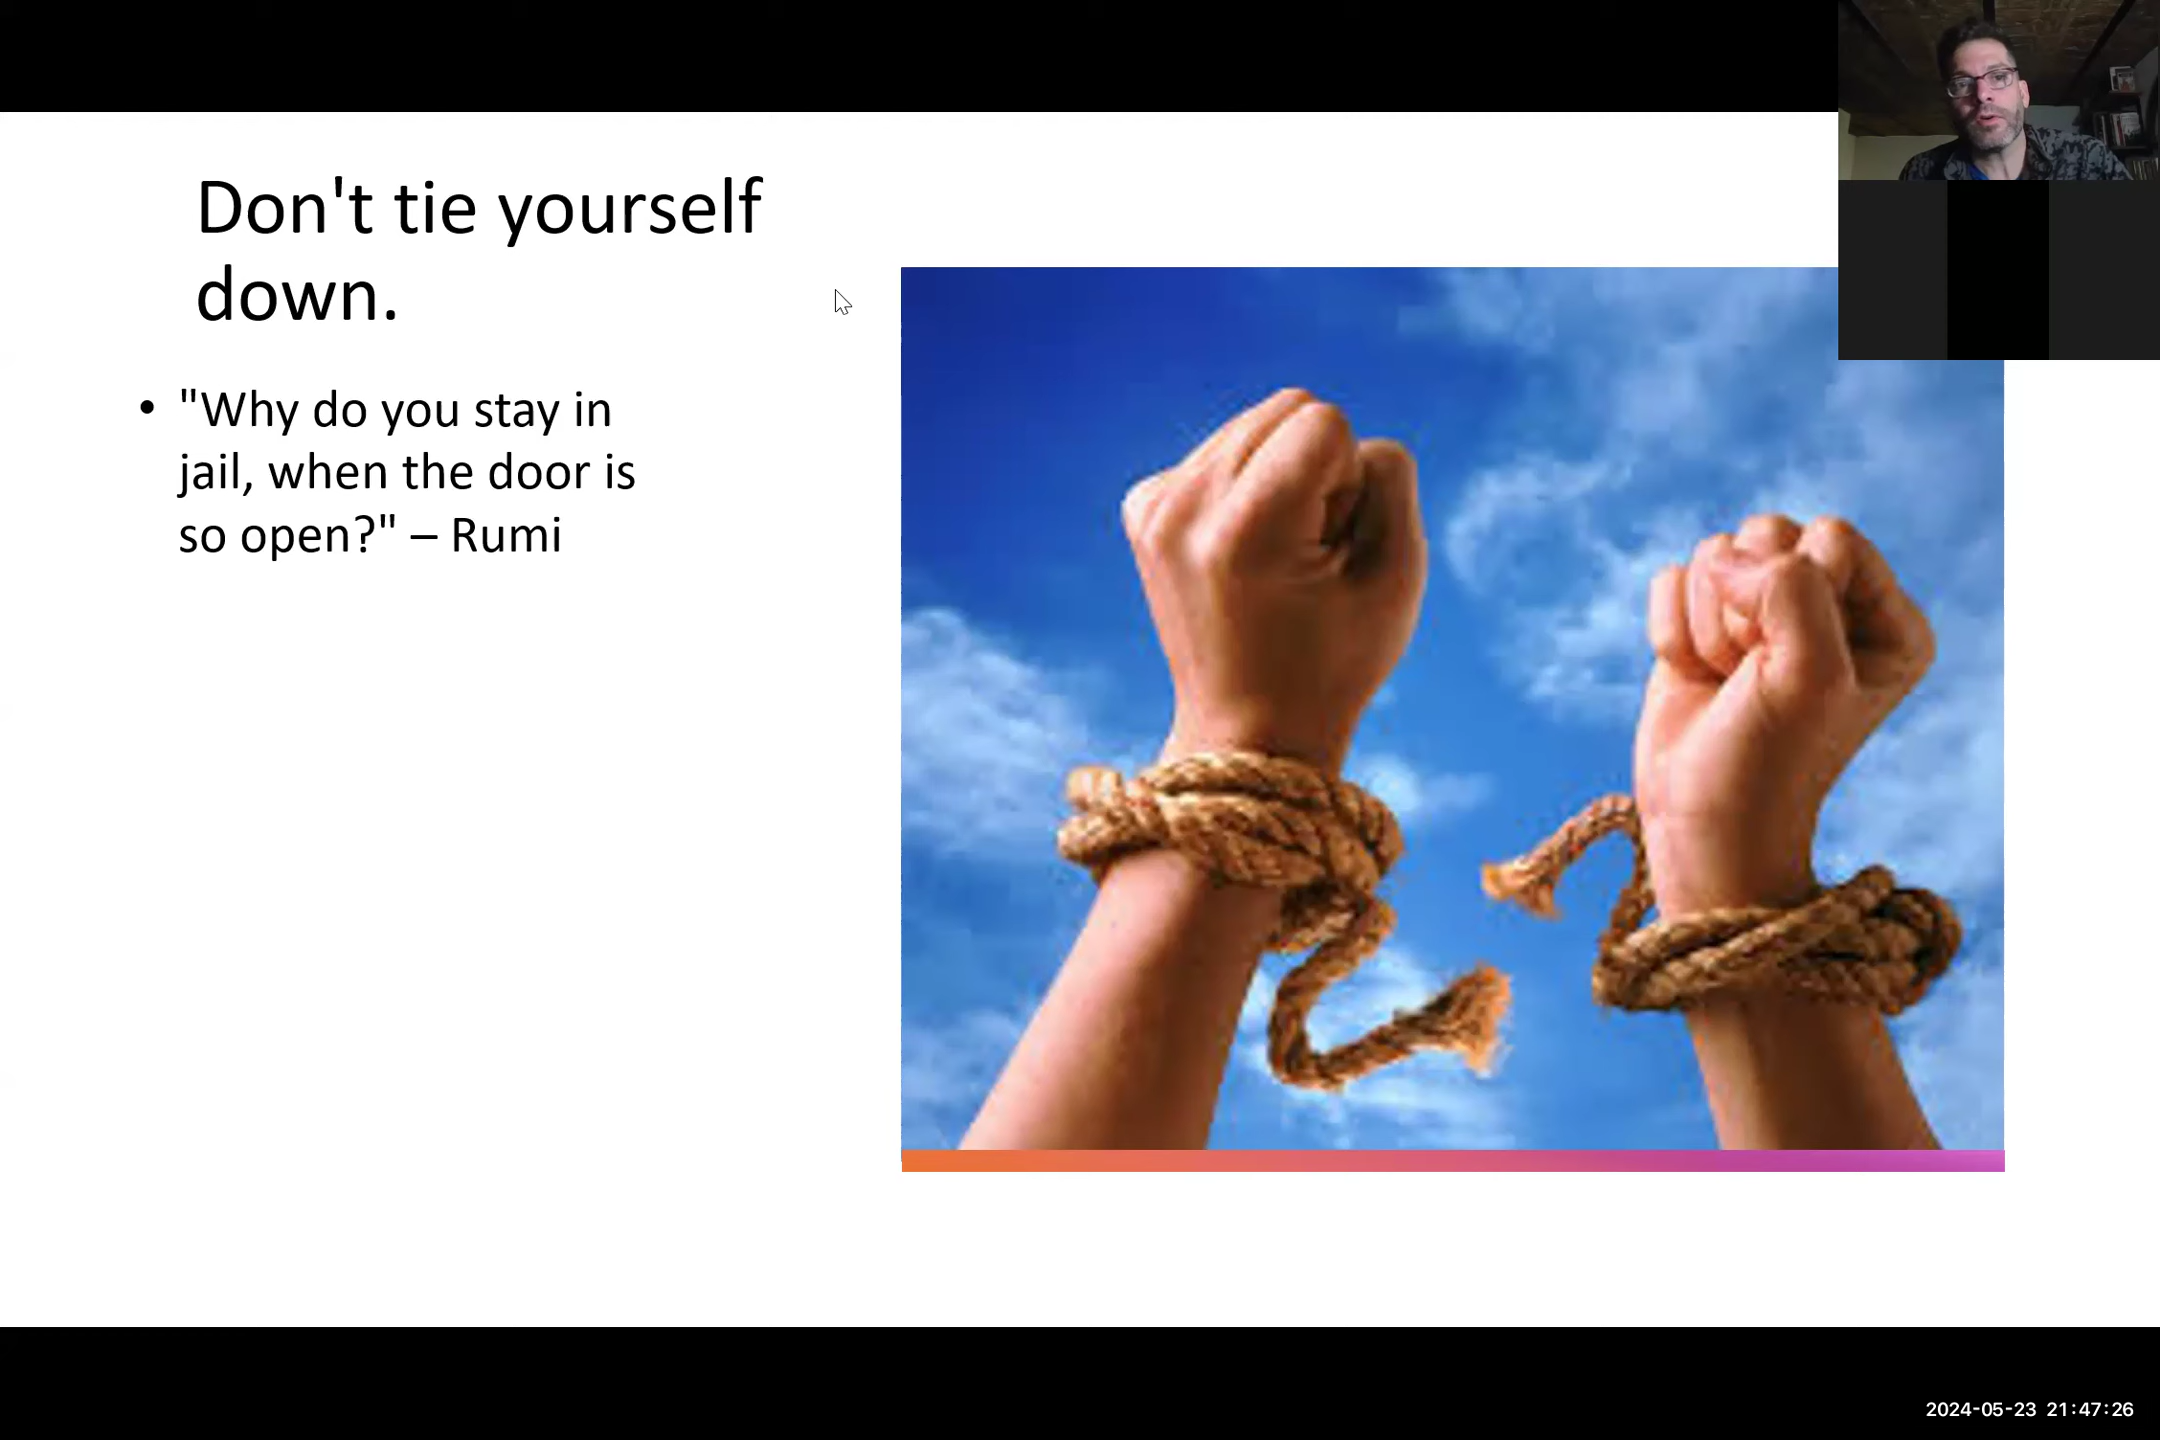 Don't tie yourself
down.
• "Why do you stay in
jail, when the door is
so open?" – Rumi
2024-05-23 21:47:26